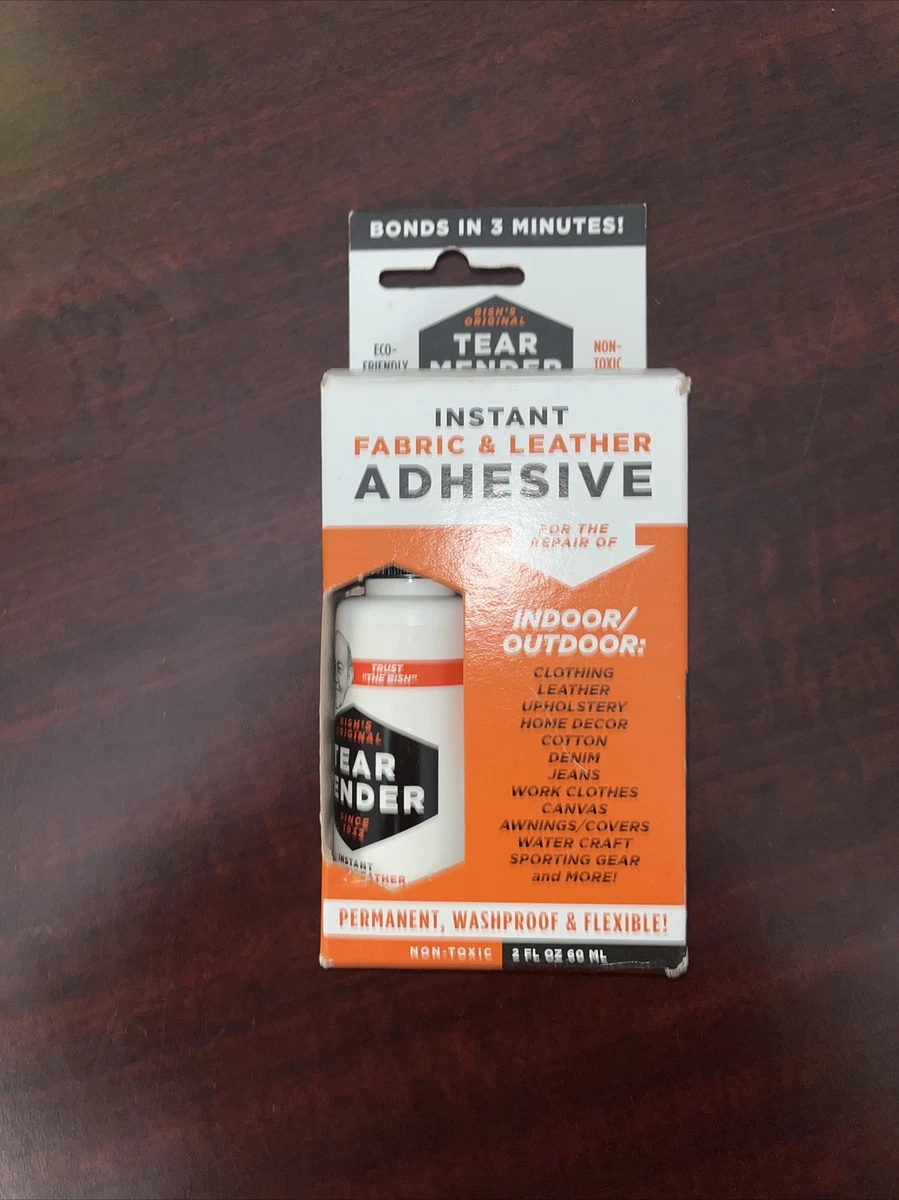 BONDS IN 3 MINUTES!
BISH'S
ORIGINAL
TEAR
MENDER
ECO-
FRIENDLY
NON-
TOXIC
INSTANT
FABRIC & LEATHER
ADHESIVE
FOR THE
REPAIR OF
INDOOR/
OUTDOOR:
CLOTHING
LEATHER
UPHOLSTERY
HOME DECOR
COTTON
DENIM
JEANS
WORK CLOTHES
CANVAS
AWNINGS/COVERS
WATER CRAFT
SPORTING GEAR
and MORE!
TRUST
"THE BISH"
BISH'S
ORIGINAL
TEAR
ENDER
SINCE
1932
INSTANT
EATHER
PERMANENT, WASHPROOF & FLEXIBLE!
NON-TOXIC 2 FL OZ 60 ML